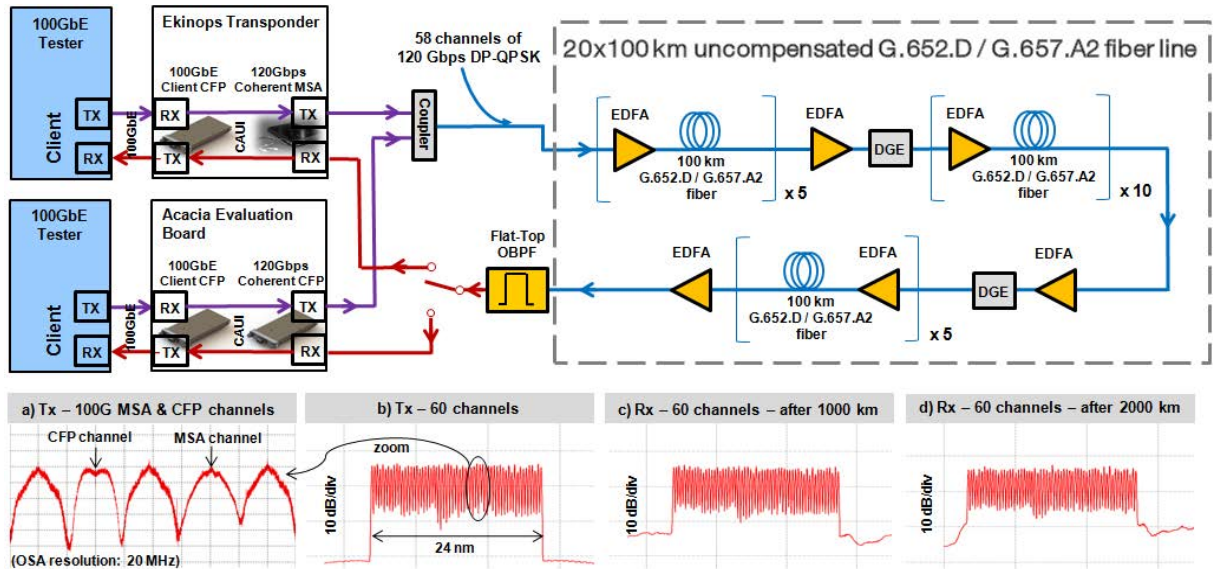 100GbE
Tester
Client
TX
RX
100GbE
Ekinops Transponder
100GbE
Client CFP
120Gbps
Coherent MSA
RX
TX
CAUI
TX
RX
Coupler
58 channels of
120 Gbps DP-QPSK
20x100 km uncompensated G.652.D / G.657.A2 fiber line
EDFA
100 km
G.652.D / G.657.A2
fiber
x 5
EDFA
DGE
EDFA
100 km
G.652.D / G.657.A2
fiber
x 10
100GbE
Tester
Client
TX
RX
100GbE
Acacia Evaluation
Board
100GbE
Client CFP
120Gbps
Coherent CFP
RX
TX
CAUI
TX
RX
Flat-Top
OBPF
EDFA
100 km
G.652.D / G.657.A2
fiber
EDFA
x 5
DGE
EDFA
a) Tx – 100G MSA & CFP channels
CFP channel
MSA channel
(OSA resolution: 20 MHz)
b) Tx – 60 channels
zoom
10 dB/div
24 nm
c) Rx – 60 channels – after 1000 km
10 dB/div
d) Rx – 60 channels – after 2000 km
10 dB/div